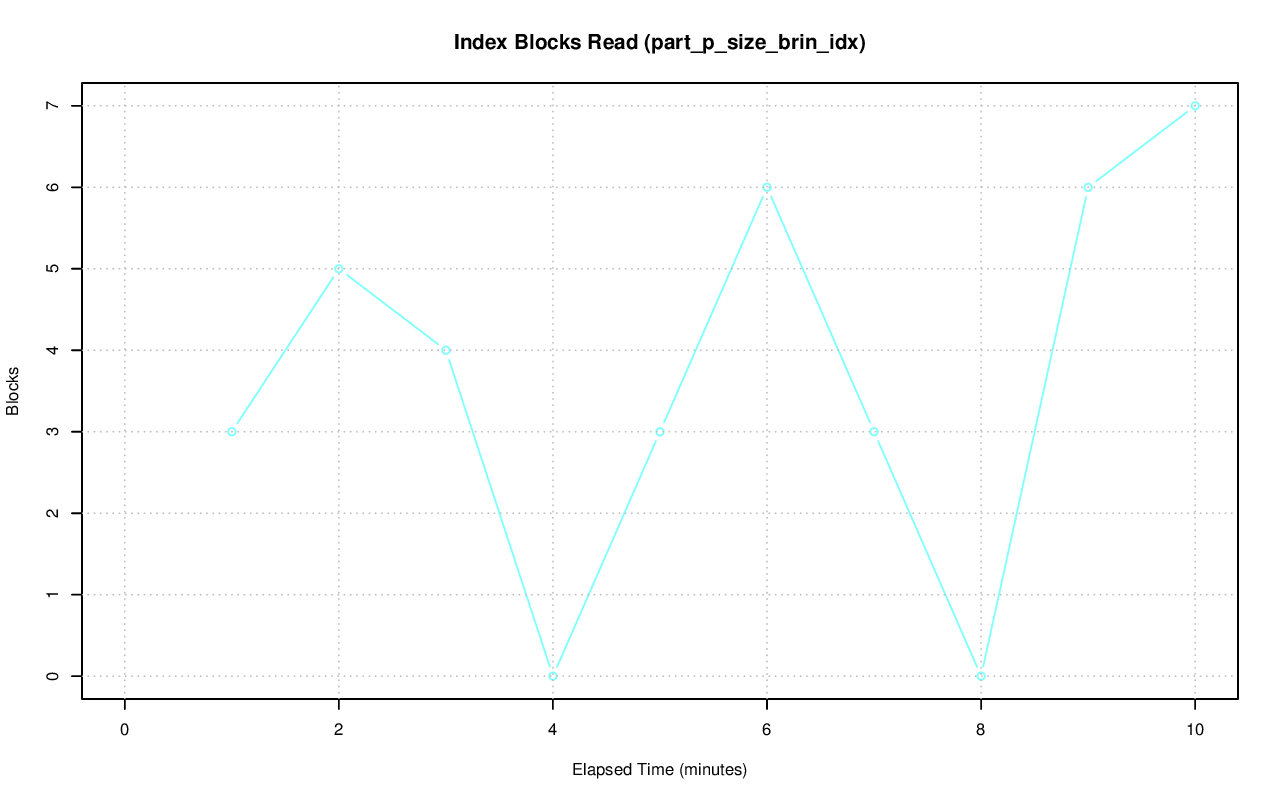 Index Blocks Read (part_p_size_brin_idx)
7
6
5
4
3
2
1
0
Blocks
0 2 4 6 8 10
Elapsed Time (minutes)